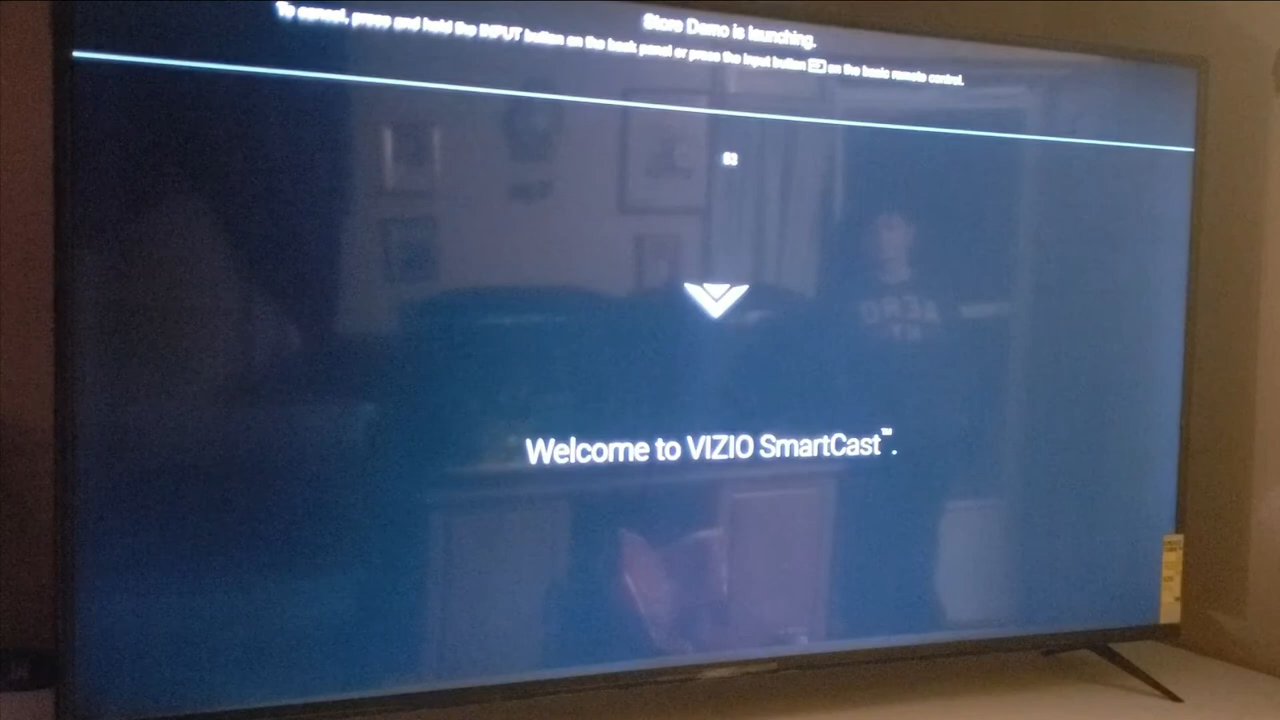 Store Demo is launching.
To cancel, press and hold the INPUT button on the back panel or press the input button on the basic remote control.
53
Welcome to VIZIO SmartCast™.